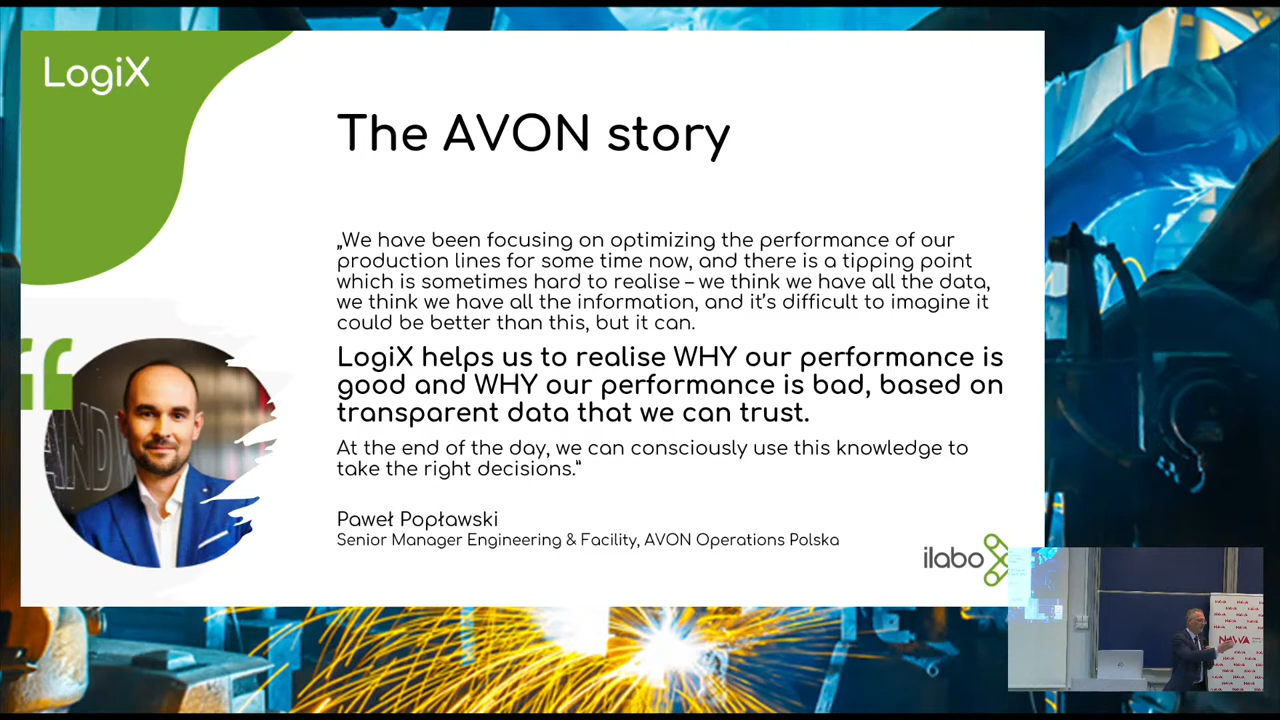 LogiX
The AVON story
„We have been focusing on optimizing the performance of our
production lines for some time now, and there is a tipping point
which is sometimes hard to realise – we think we have all the data,
we think we have all the information, and it’s difficult to imagine it
could be better than this, but it can.
LogiX helps us to realise WHY our performance is
good and WHY our performance is bad, based on
transparent data that we can trust.
At the end of the day, we can consciously use this knowledge to
take the right decisions.”
Paweł Popławski
Senior Manager Engineering & Facility, AVON Operations Polska
ilabo
AND
NAWA